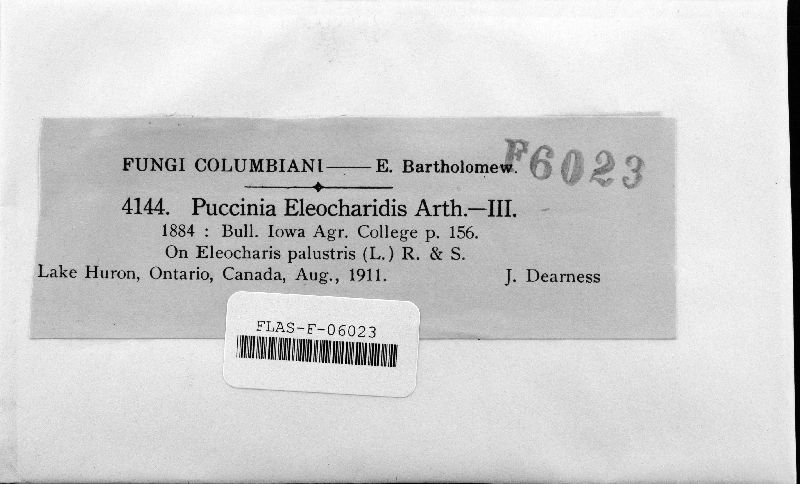 FUNGI COLUMBIANI—E. Bartholomew.
F6023
4144. Puccinia Eleocharidis Arth.—III.
1884 : Bull. Iowa Agr. College p. 156.
On Eleocharis palustris (L.) R. & S.
Lake Huron, Ontario, Canada, Aug., 1911. J. Dearness
FLAS-F-06023